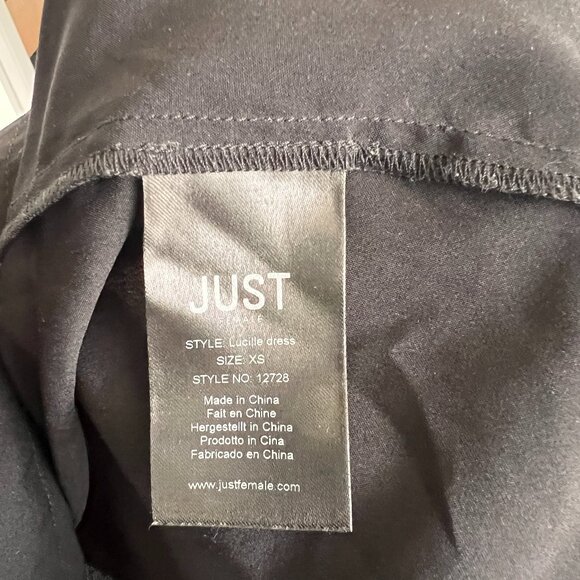 JUST
FEMALE
STYLE: Lucille dress
SIZE: XS
STYLE NO: 12728
Made in China
Fait en Chine
Hergestellt in China
Prodotto in Cina
Fabricado en China
www.justfemale.com